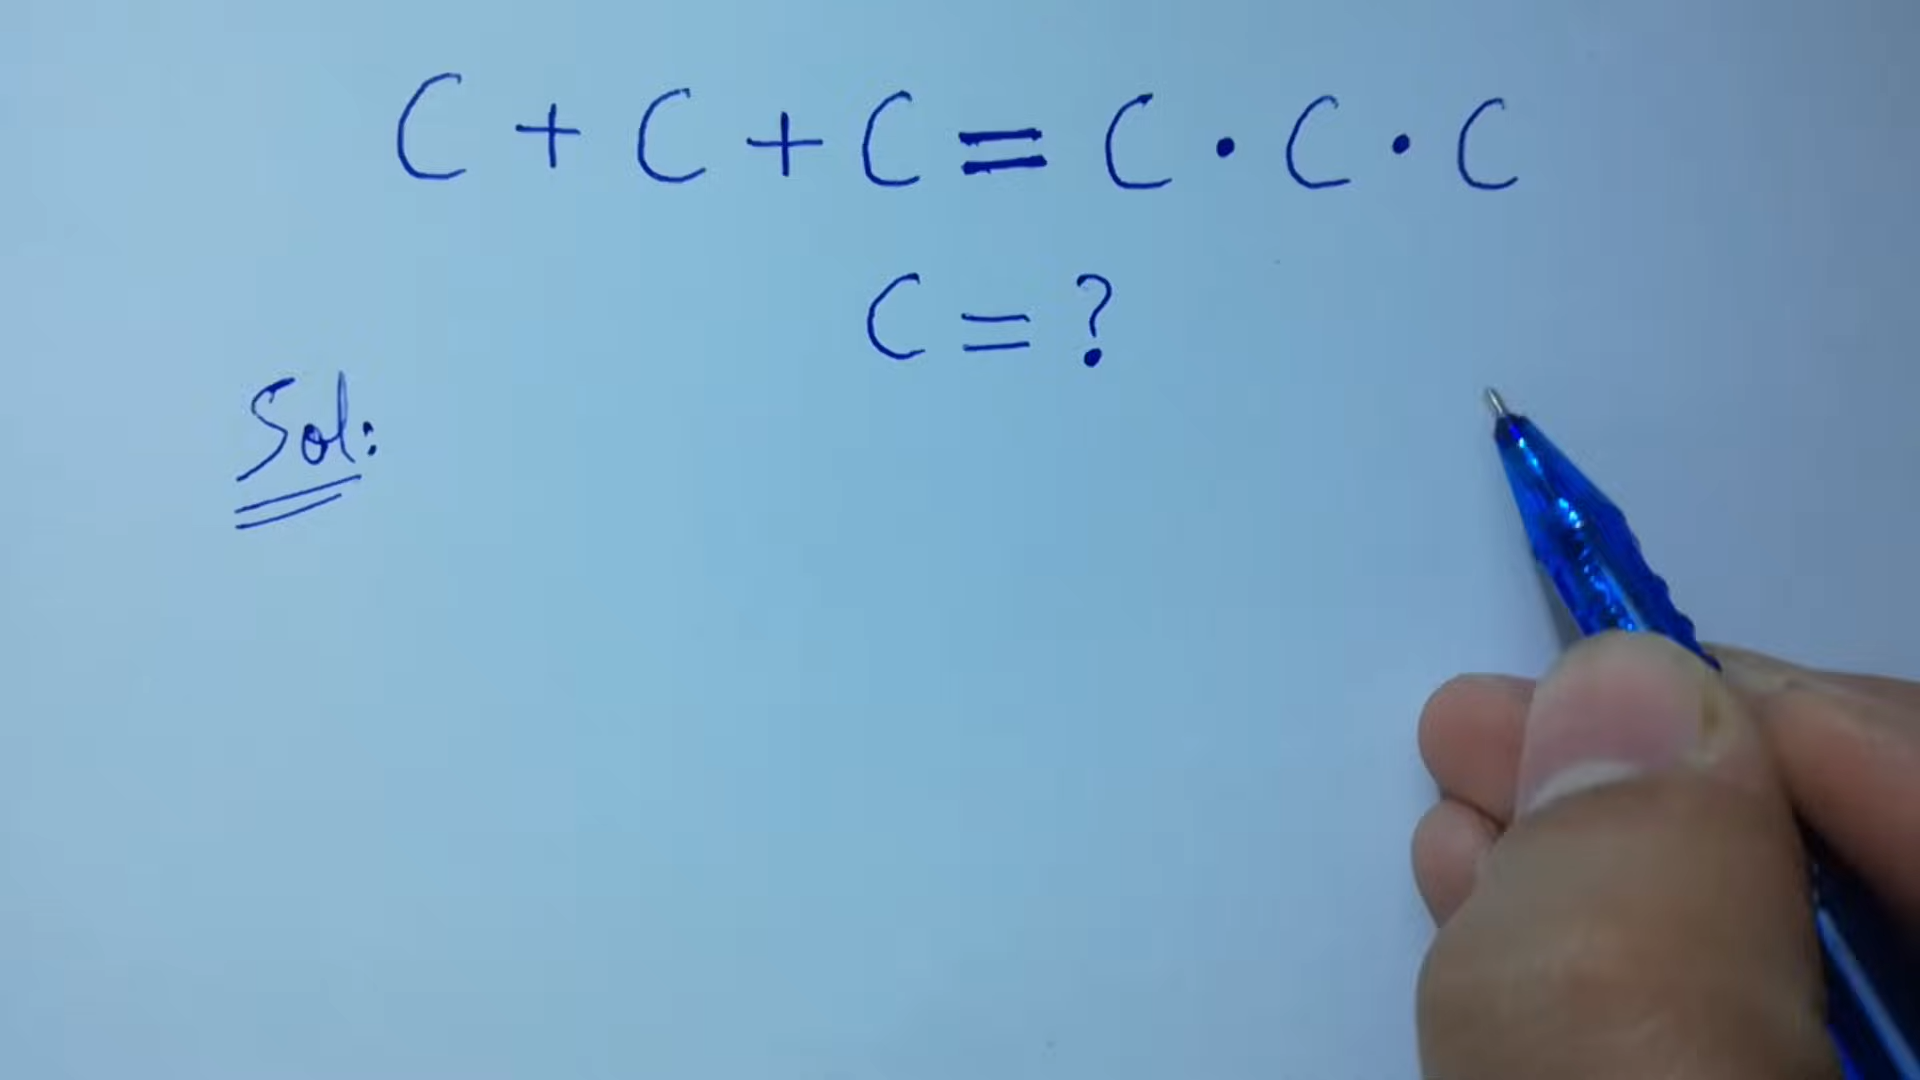 C + C + C = C · C · C
C = ?
Sol: